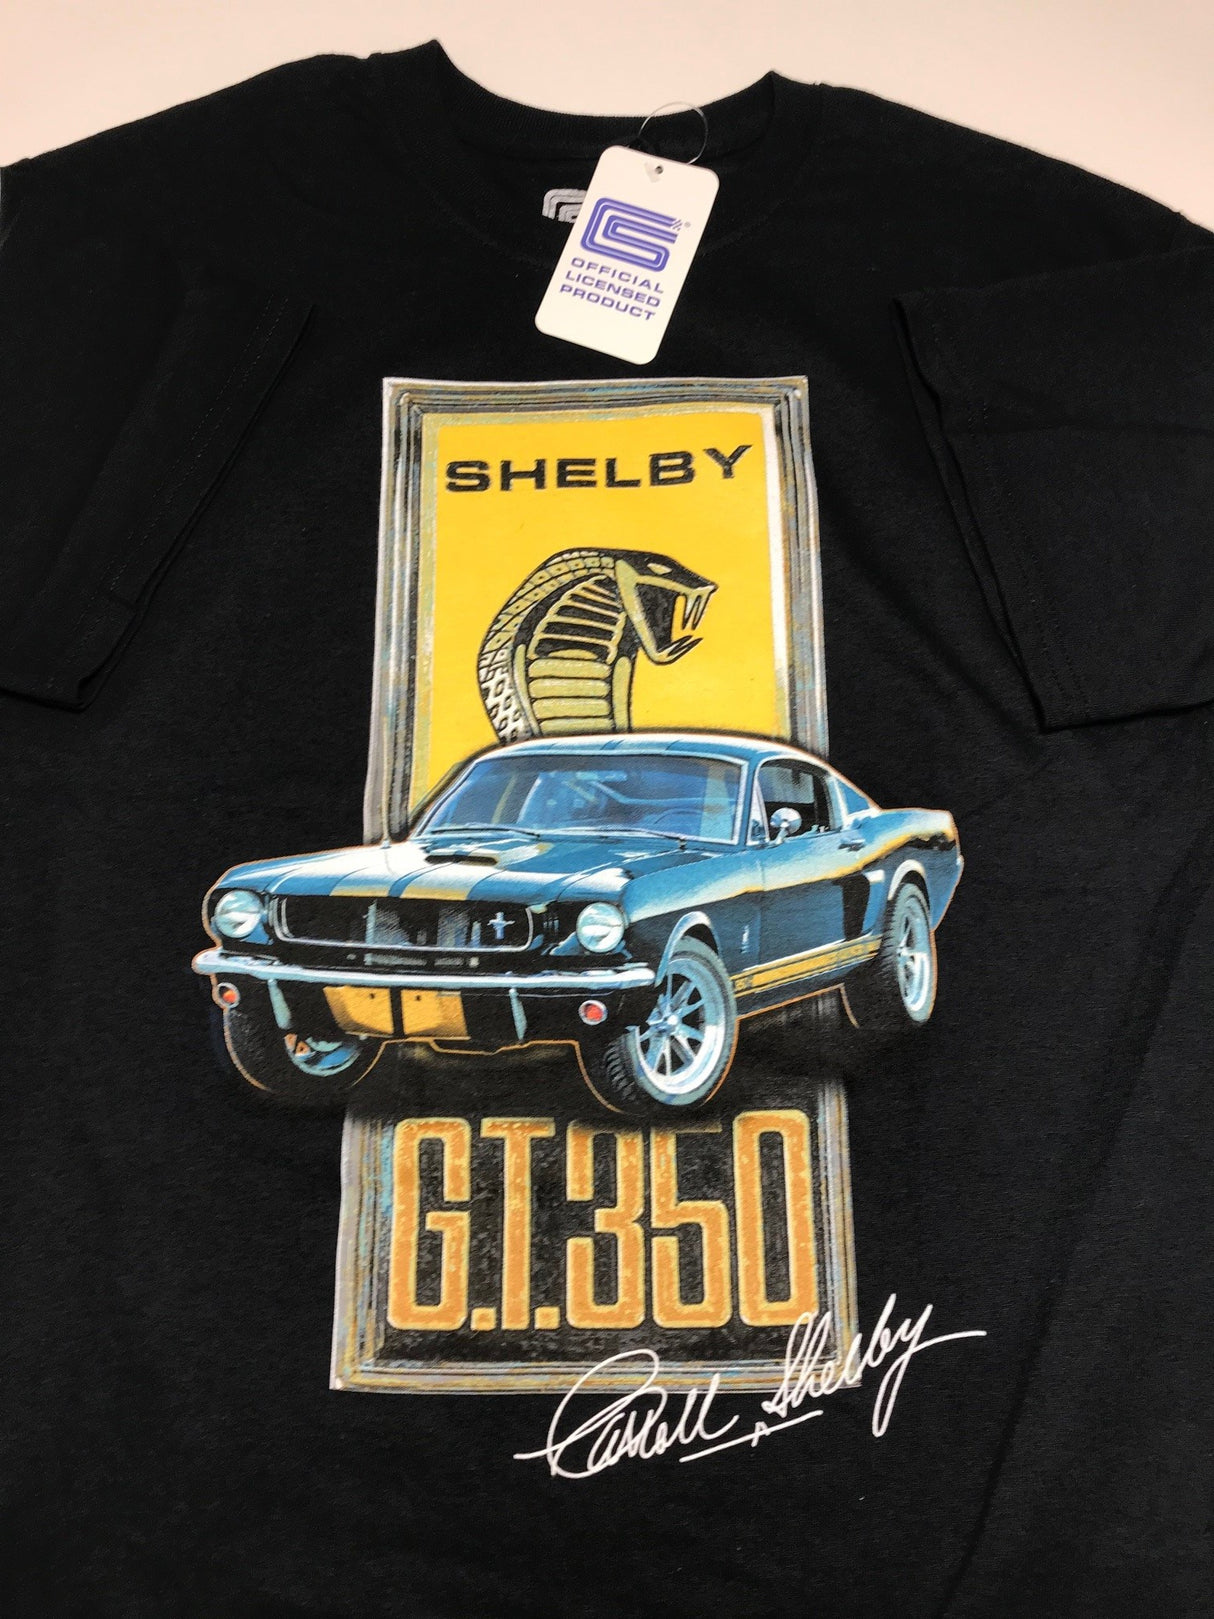 OFFICIAL
LICENSED
PRODUCT
SHELBY
G.T.350
Carroll Shelby